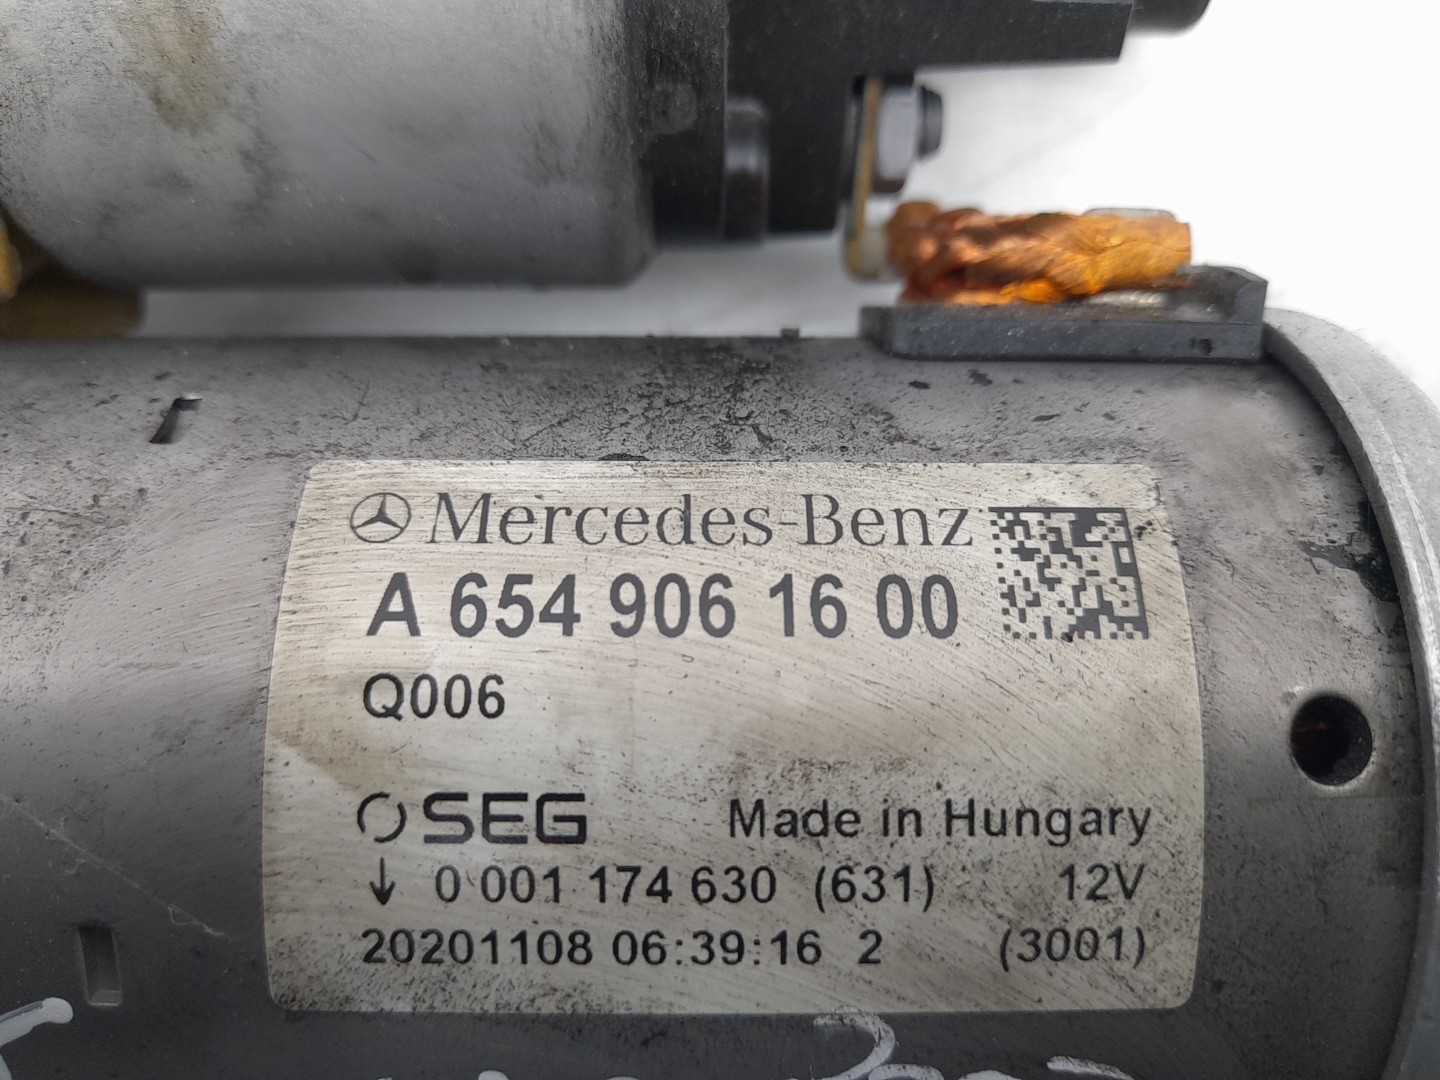 Mercedes-Benz
A 654 906 16 00
Q006
SEG Made in Hungary
↓ 0 001 174 630 (631) 12V
20201108 06:39:16 2 (3001)